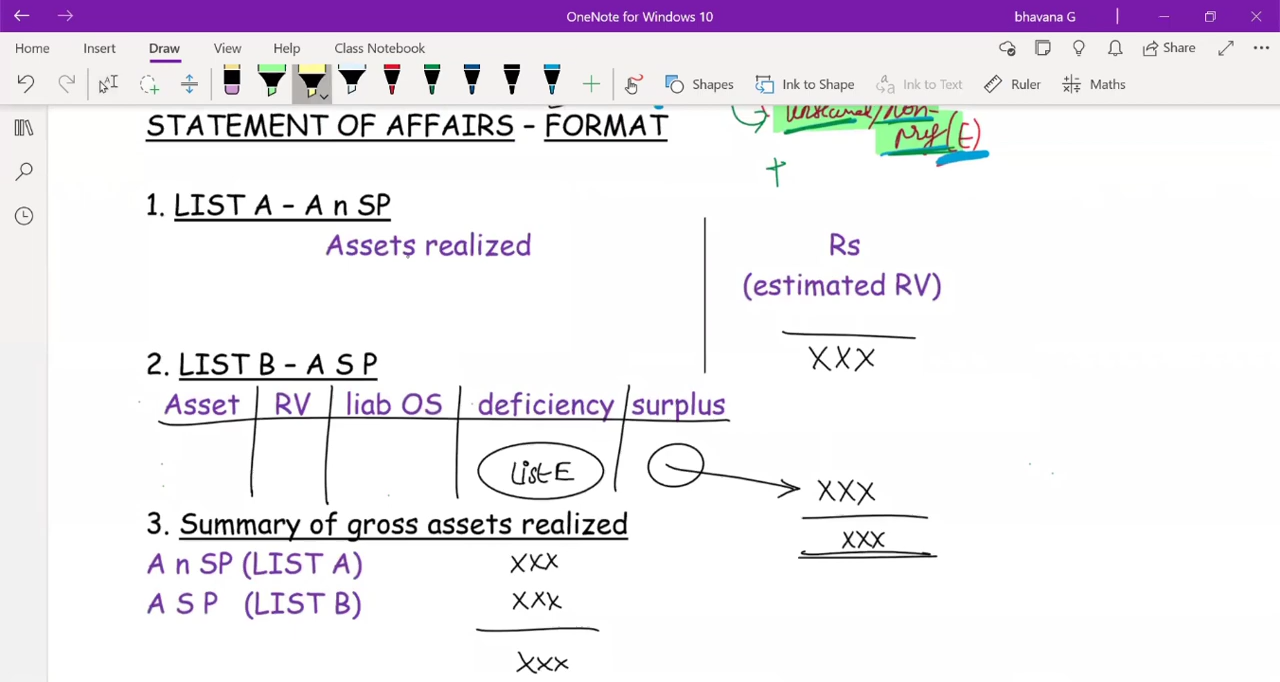 OneNote for Windows 10
bhavana G
Home Insert Draw View Help Class Notebook
Share
Shapes Ink to Shape Ink to Text Ruler Maths
unsecured/non-
pref(E)
STATEMENT OF AFFAIRS - FORMAT
+
1. LIST A - A n SP
Assets realized Rs
(estimated RV)
XXX
2. LIST B - A S P
Asset RV liab OS deficiency surplus
List E
XXX
3. Summary of gross assets realized
XXX
A n SP (LIST A) XXX
A S P (LIST B) XXX
XXX